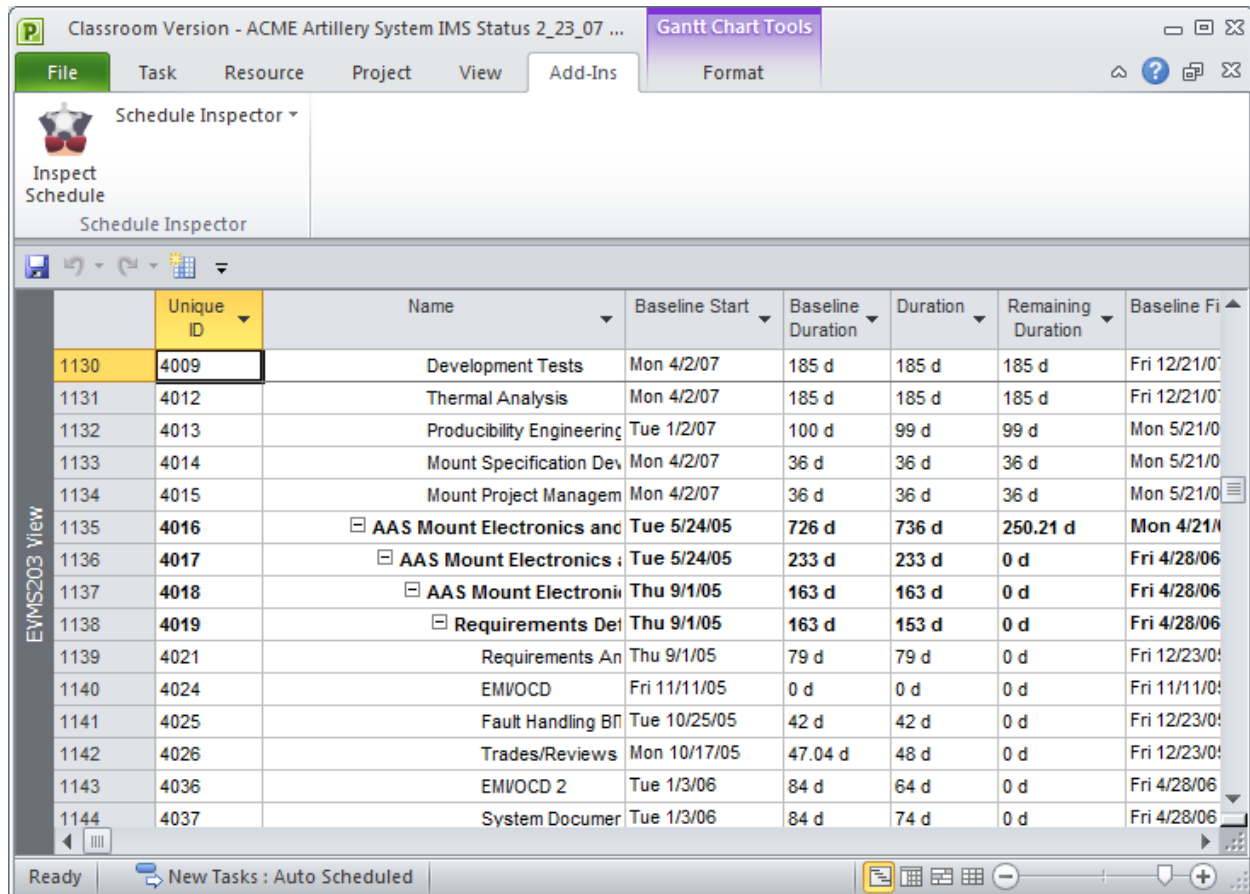 Classroom Version - ACME Artillery System IMS Status 2_23_07 ... Gantt Chart Tools
File Task Resource Project View Add-Ins Format
Schedule Inspector
Inspect
Schedule
Schedule Inspector
Unique ID Name Baseline Start Baseline Duration Duration Remaining Duration Baseline Fi
1130 4009 Development Tests Mon 4/2/07 185 d 185 d 185 d Fri 12/21/0
1131 4012 Thermal Analysis Mon 4/2/07 185 d 185 d 185 d Fri 12/21/0
1132 4013 Producibility Engineering Tue 1/2/07 100 d 99 d 99 d Mon 5/21/0
1133 4014 Mount Specification Dev Mon 4/2/07 36 d 36 d 36 d Mon 5/21/0
1134 4015 Mount Project Managem Mon 4/2/07 36 d 36 d 36 d Mon 5/21/0
1135 4016 AAS Mount Electronics and Tue 5/24/05 726 d 736 d 250.21 d Mon 4/21/
1136 4017 AAS Mount Electronics Tue 5/24/05 233 d 233 d 0 d Fri 4/28/06
1137 4018 AAS Mount Electroni Thu 9/1/05 163 d 163 d 0 d Fri 4/28/06
1138 4019 Requirements Def Thu 9/1/05 163 d 153 d 0 d Fri 4/28/06
1139 4021 Requirements An Thu 9/1/05 79 d 79 d 0 d Fri 12/23/0
1140 4024 EMI/OCD Fri 11/11/05 0 d 0 d 0 d Fri 11/11/0
1141 4025 Fault Handling Tue 10/25/05 42 d 42 d 0 d Fri 12/23/0
1142 4026 Trades/Reviews Mon 10/17/05 47.04 d 48 d 0 d Fri 12/23/0
1143 4036 EMI/OCD 2 Tue 1/3/06 84 d 64 d 0 d Fri 4/28/06
1144 4037 System Documer Tue 1/3/06 84 d 74 d 0 d Fri 4/28/06
EVMS203 View
Ready New Tasks : Auto Scheduled